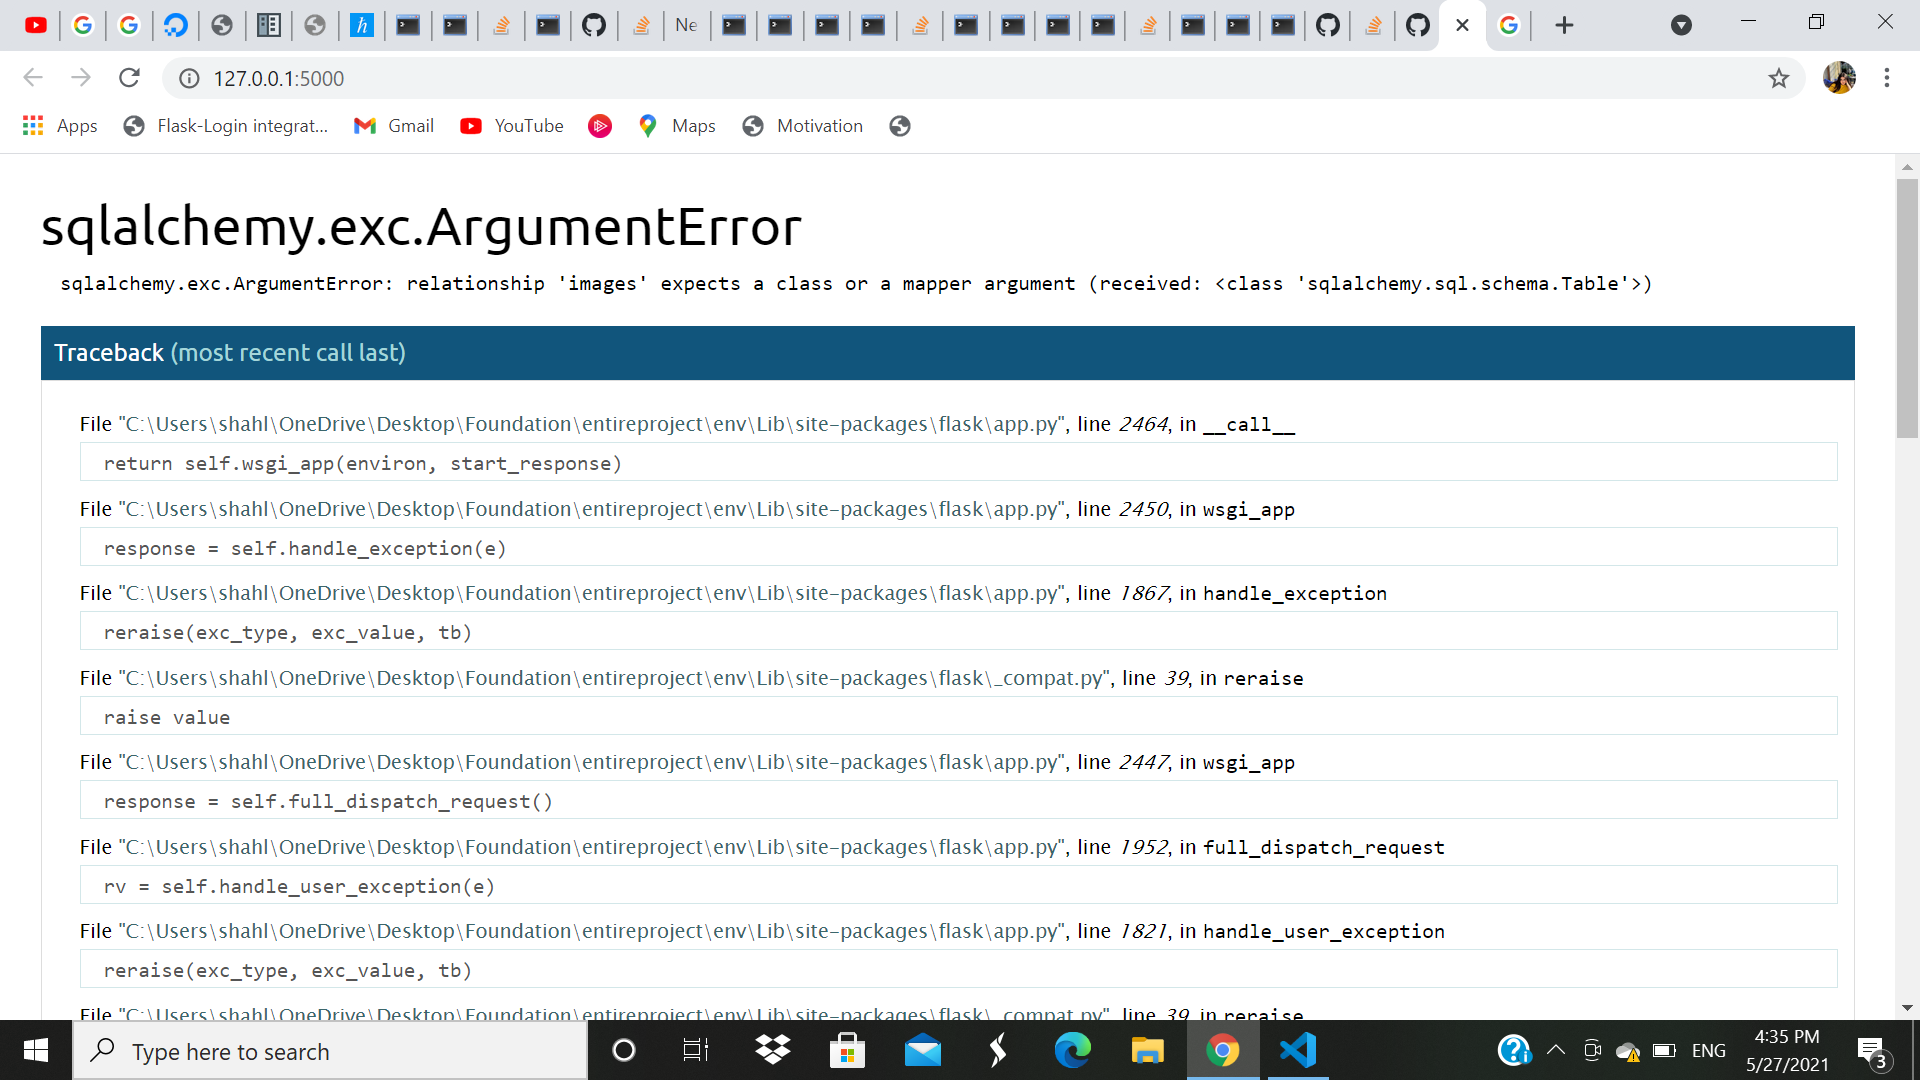 Ne
127.0.0.1:5000
Apps
Flask-Login integrat...
Gmail
YouTube
Maps
Motivation
sqlalchemy.exc.ArgumentError
sqlalchemy.exc.ArgumentError: relationship 'images' expects a class or a mapper argument (received: <class 'sqlalchemy.sql.schema.Table'>)
Traceback (most recent call last)
File "C:\Users\shahl\OneDrive\Desktop\Foundation\entireproject\env\Lib\site-packages\flask\app.py", line 2464, in __call__
return self.wsgi_app(environ, start_response)
File "C:\Users\shahl\OneDrive\Desktop\Foundation\entireproject\env\Lib\site-packages\flask\app.py", line 2450, in wsgi_app
response = self.handle_exception(e)
File "C:\Users\shahl\OneDrive\Desktop\Foundation\entireproject\env\Lib\site-packages\flask\app.py", line 1867, in handle_exception
reraise(exc_type, exc_value, tb)
File "C:\Users\shahl\OneDrive\Desktop\Foundation\entireproject\env\Lib\site-packages\flask\_compat.py", line 39, in reraise
raise value
File "C:\Users\shahl\OneDrive\Desktop\Foundation\entireproject\env\Lib\site-packages\flask\app.py", line 2447, in wsgi_app
response = self.full_dispatch_request()
File "C:\Users\shahl\OneDrive\Desktop\Foundation\entireproject\env\Lib\site-packages\flask\app.py", line 1952, in full_dispatch_request
rv = self.handle_user_exception(e)
File "C:\Users\shahl\OneDrive\Desktop\Foundation\entireproject\env\Lib\site-packages\flask\app.py", line 1821, in handle_user_exception
reraise(exc_type, exc_value, tb)
File "C:\Users\shahl\OneDrive\Desktop\Foundation\entireproject\env\Lib\site-packages\flask\_compat.py", line 39, in reraise
Type here to search
ENG
4:35 PM
5/27/2021
3